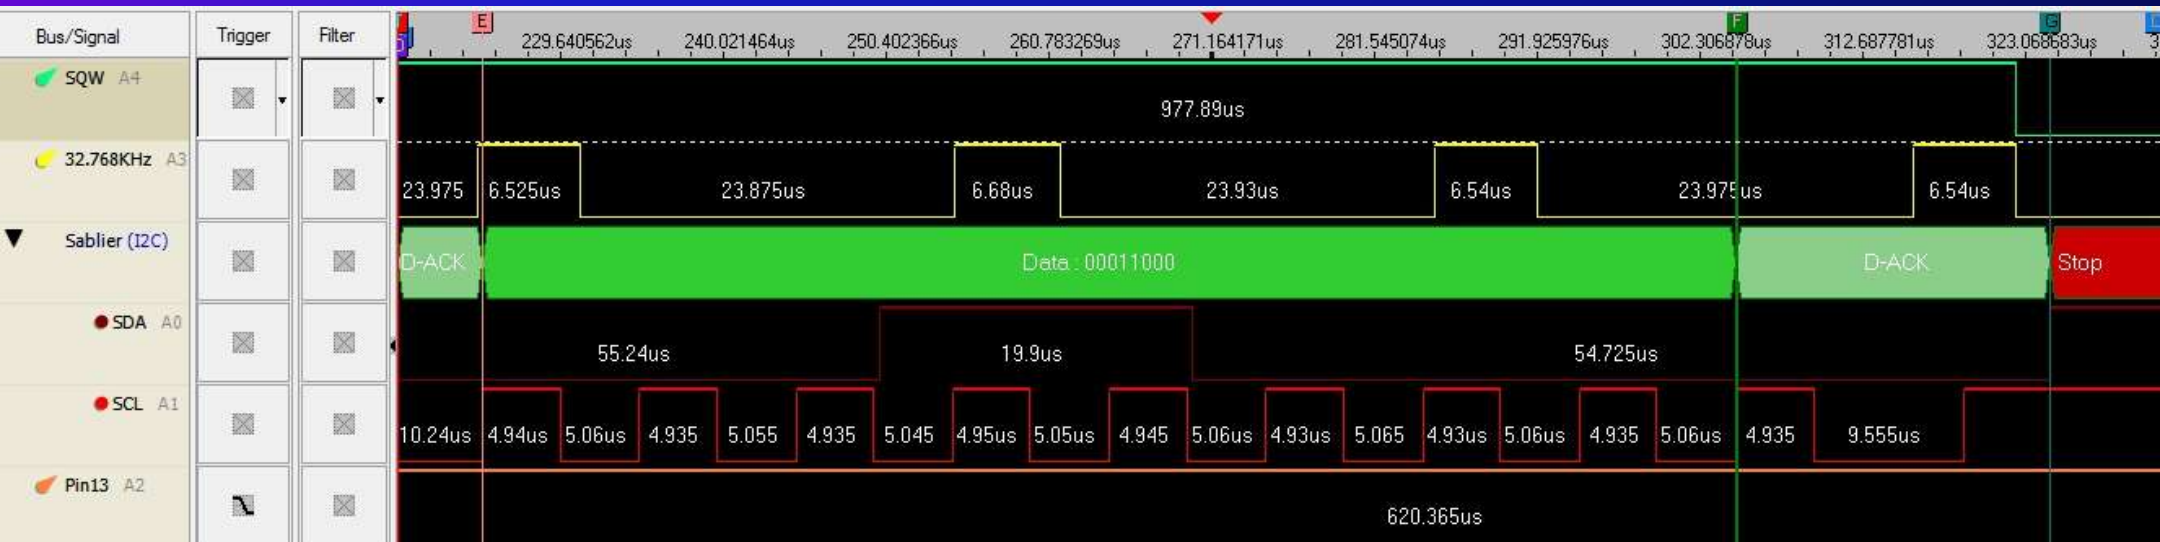 Bus/Signal Trigger Filter
E F G
229.640562us 240.021464us 250.402366us 260.783269us 271.164171us 281.545074us 291.925976us 302.306878us 312.687781us 323.068683us 3
SQW A4
977.89us
32.768KHz A3
23.975 6.525us 23.875us 6.68us 23.93us 6.54us 23.975us 6.54us
Sablier (I2C)
D-ACK Data : 00011000 D-ACK Stop
SDA A0
55.24us 19.9us 54.725us
SCL A1
10.24us 4.94us 5.06us 4.935 5.055 4.935 5.045 4.95us 5.05us 4.945 5.06us 4.93us 5.065 4.93us 5.06us 4.935 5.06us 4.935 9.555us
Pin13 A2
620.365us